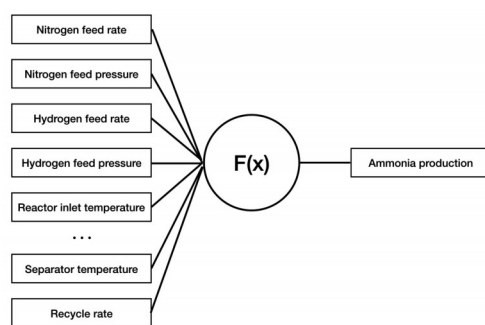 Nitrogen feed rate
Nitrogen feed pressure
Hydrogen feed rate
Hydrogen feed pressure
Reactor inlet temperature
...
Separator temperature
Recycle rate
F(x)
Ammonia production